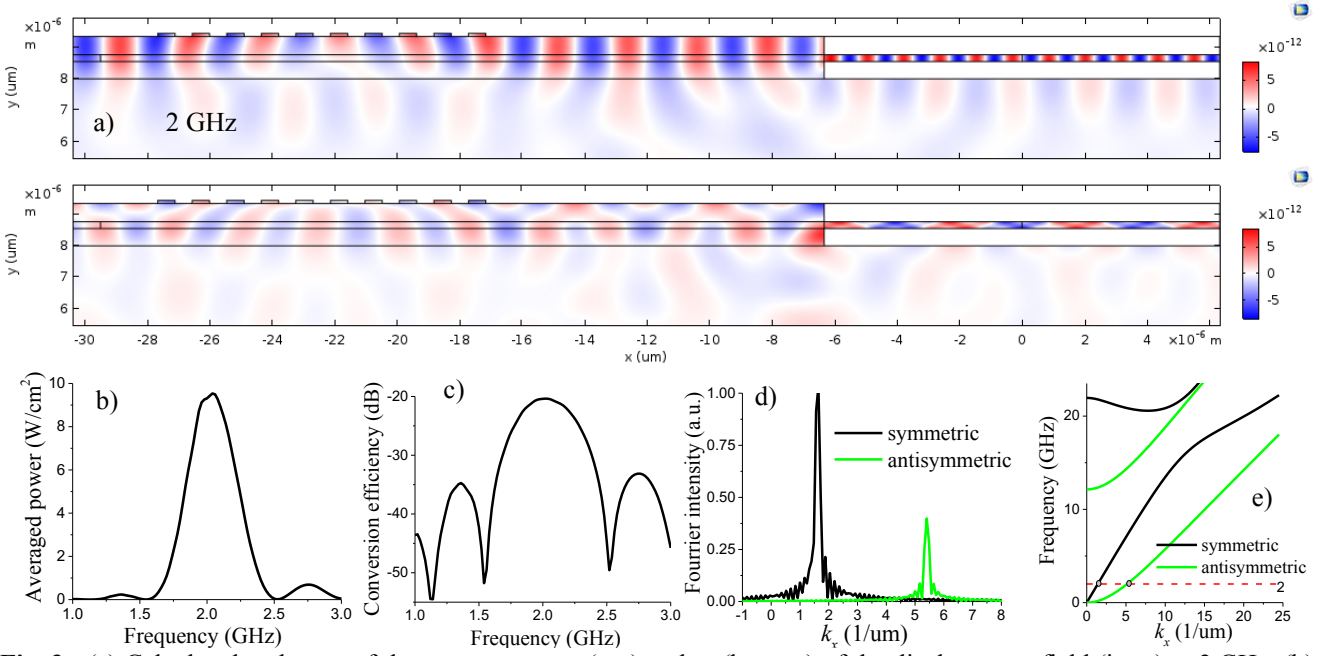 ×10⁻⁶
m
y (um)
8
7
6
a) 2 GHz
×10⁻¹²
5
0
-5
×10⁻⁶
m
y (um)
8
7
6
×10⁻¹²
5
0
-5
-30 -28 -26 -24 -22 -20 -18 -16 -14 -12 -10 -8 -6 -4 -2 0 2 4 ×10⁻⁶ m
x (um)
b)
Averaged power (W/cm²)
10
8
6
4
2
0
1.0 1.5 2.0 2.5 3.0
Frequency (GHz)
c)
Conversion efficiency (dB)
-20
-30
-40
-50
1.0 1.5 2.0 2.5 3.0
Frequency (GHz)
d)
Fourrier intensity (a.u.)
1.00
0.75
0.50
0.25
0.00
symmetric
antisymmetric
-1 0 1 2 3 4 5 6 7 8
kₓ (1/um)
e)
Frequency (GHz)
20
10
0
symmetric
antisymmetric
2
0 5 10 15 20 25
kₓ (1/um)